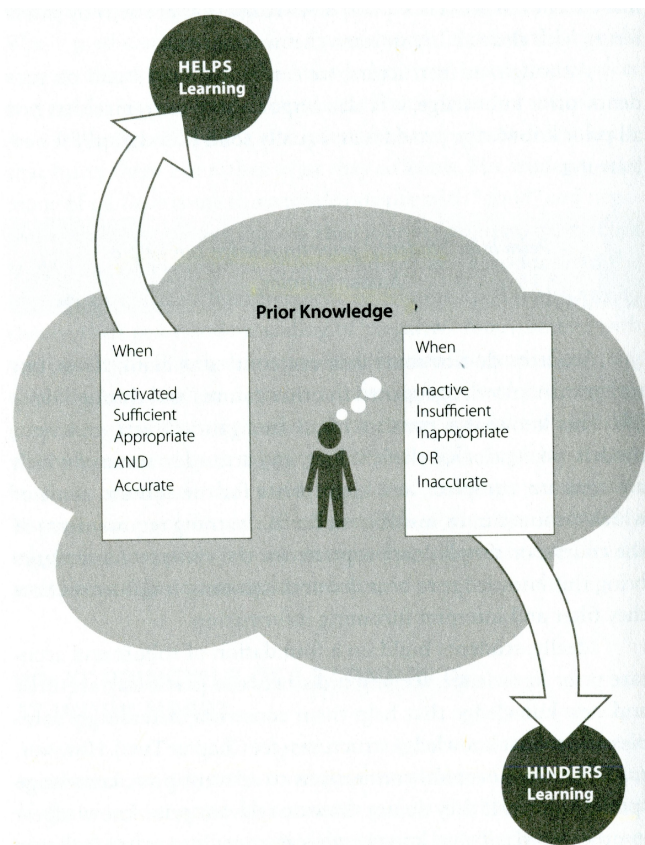 HELPS
Learning
Prior Knowledge
When
Activated
Sufficient
Appropriate
AND
Accurate
When
Inactive
Insufficient
Inappropriate
OR
Inaccurate
HINDERS
Learning